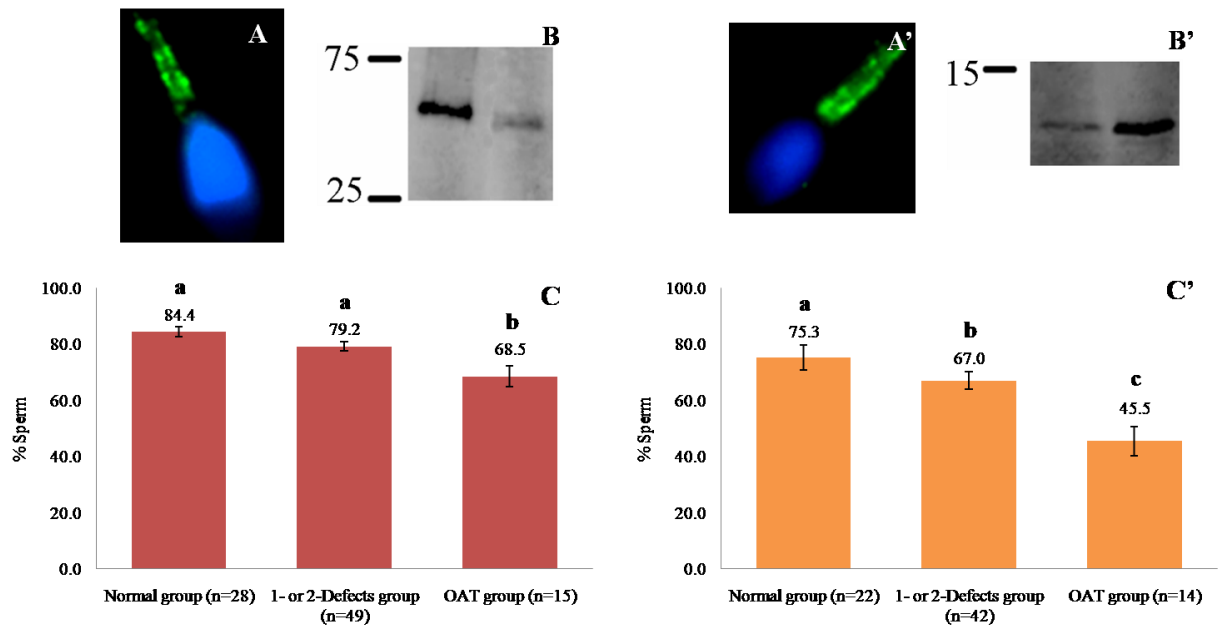 A
B
75
25
A’
B’
15
C
100.0
80.0
60.0
40.0
20.0
0.0
% Sperm
a
84.4
a
79.2
b
68.5
Normal group (n=28)
1- or 2-Defects group
(n=49)
OAT group (n=15)
C’
100.0
80.0
60.0
40.0
20.0
0.0
% Sperm
a
75.3
b
67.0
c
45.5
Normal group (n=22)
1- or 2-Defects group
(n=42)
OAT group (n=14)